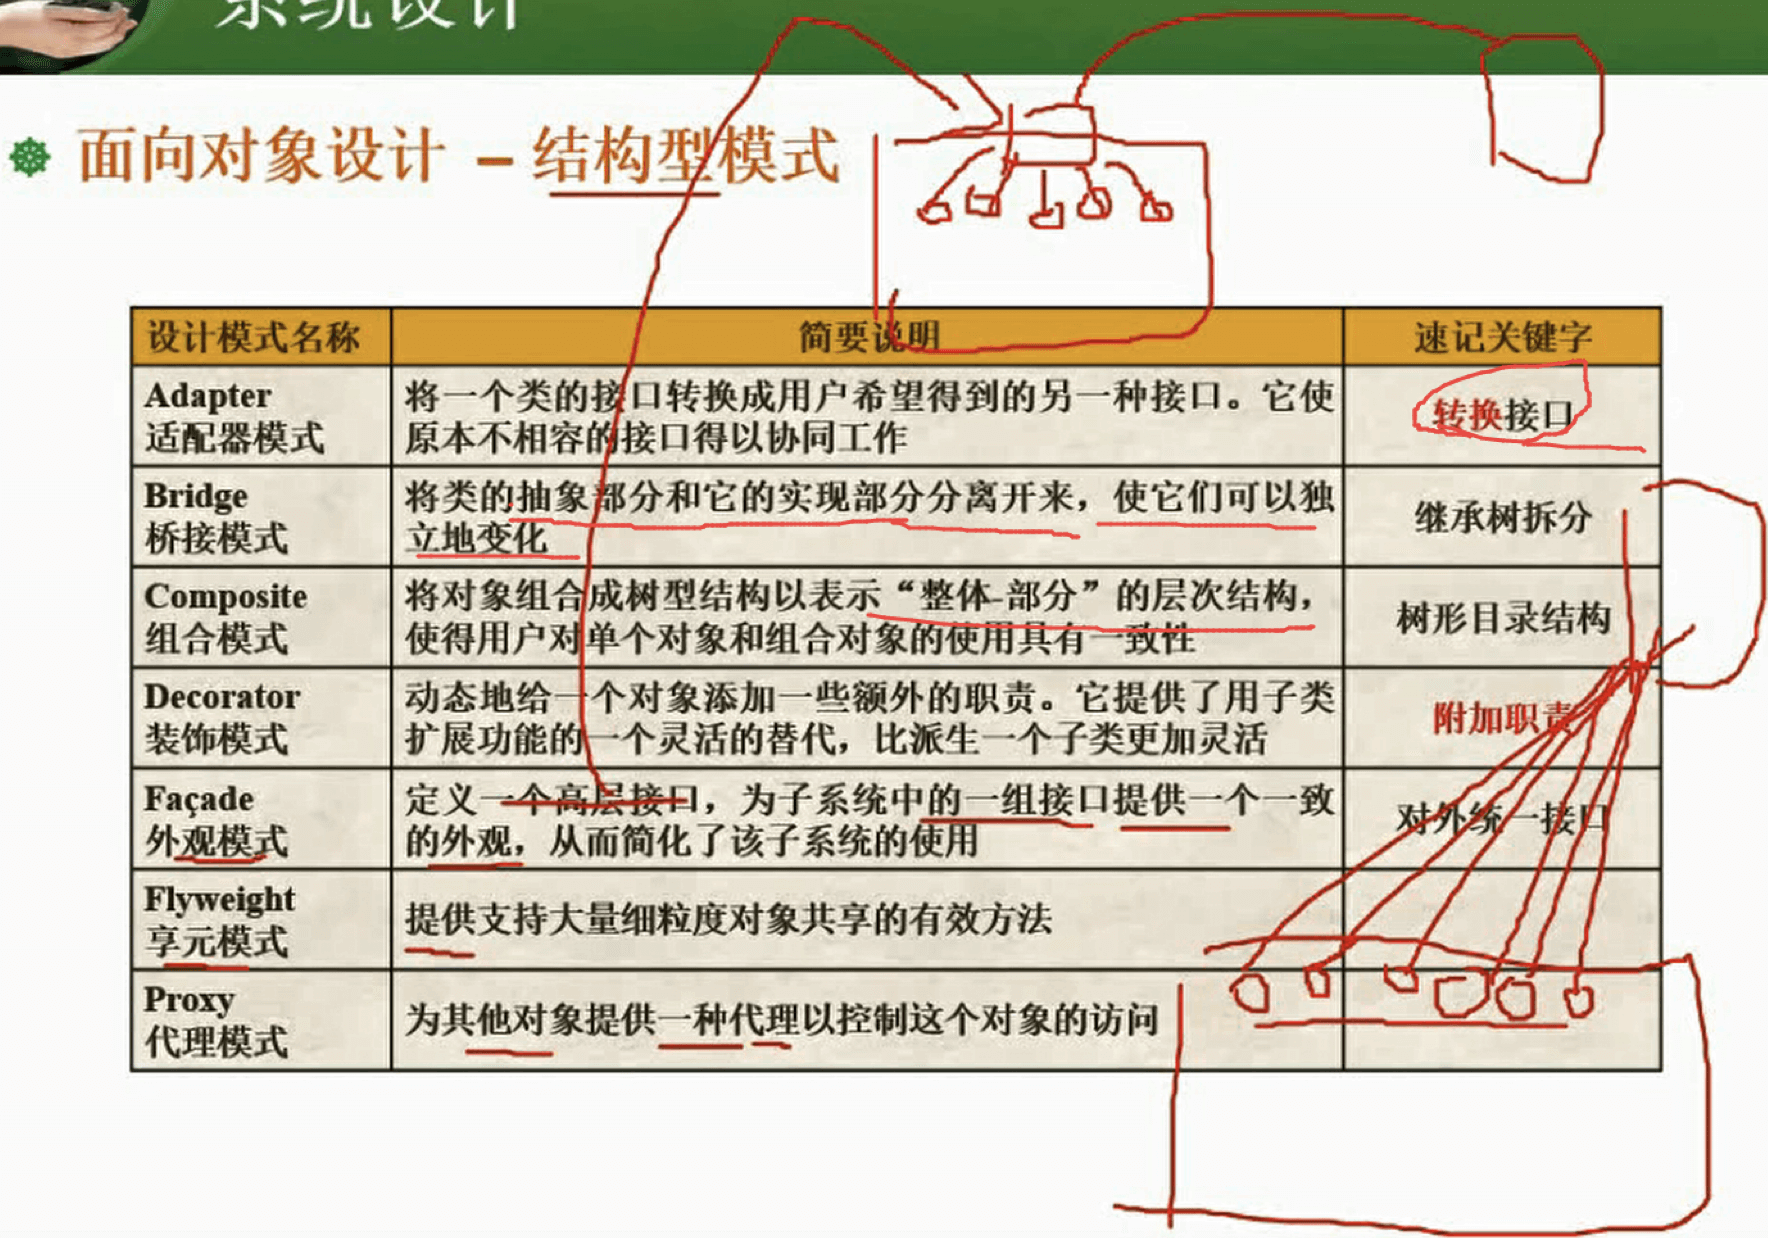 系统设计
面向对象设计 – 结构型模式
设计模式名称
简要说明
速记关键字
Adapter
适配器模式
将一个类的接口转换成用户希望得到的另一种接口。它使
原本不相容的接口得以协同工作
转换接口
Bridge
桥接模式
将类的抽象部分和它的实现部分分离开来，使它们可以独
立地变化
继承树拆分
Composite
组合模式
将对象组合成树型结构以表示“整体-部分”的层次结构，
使得用户对单个对象和组合对象的使用具有一致性
树形目录结构
Decorator
装饰模式
动态地给一个对象添加一些额外的职责。它提供了用子类
扩展功能的一个灵活的替代，比派生一个子类更加灵活
附加职责
Façade
外观模式
定义一个高层接口，为子系统中的一组接口提供一个一致
的外观，从而简化了该子系统的使用
对外统一接口
Flyweight
享元模式
提供支持大量细粒度对象共享的有效方法
Proxy
代理模式
为其他对象提供一种代理以控制这个对象的访问